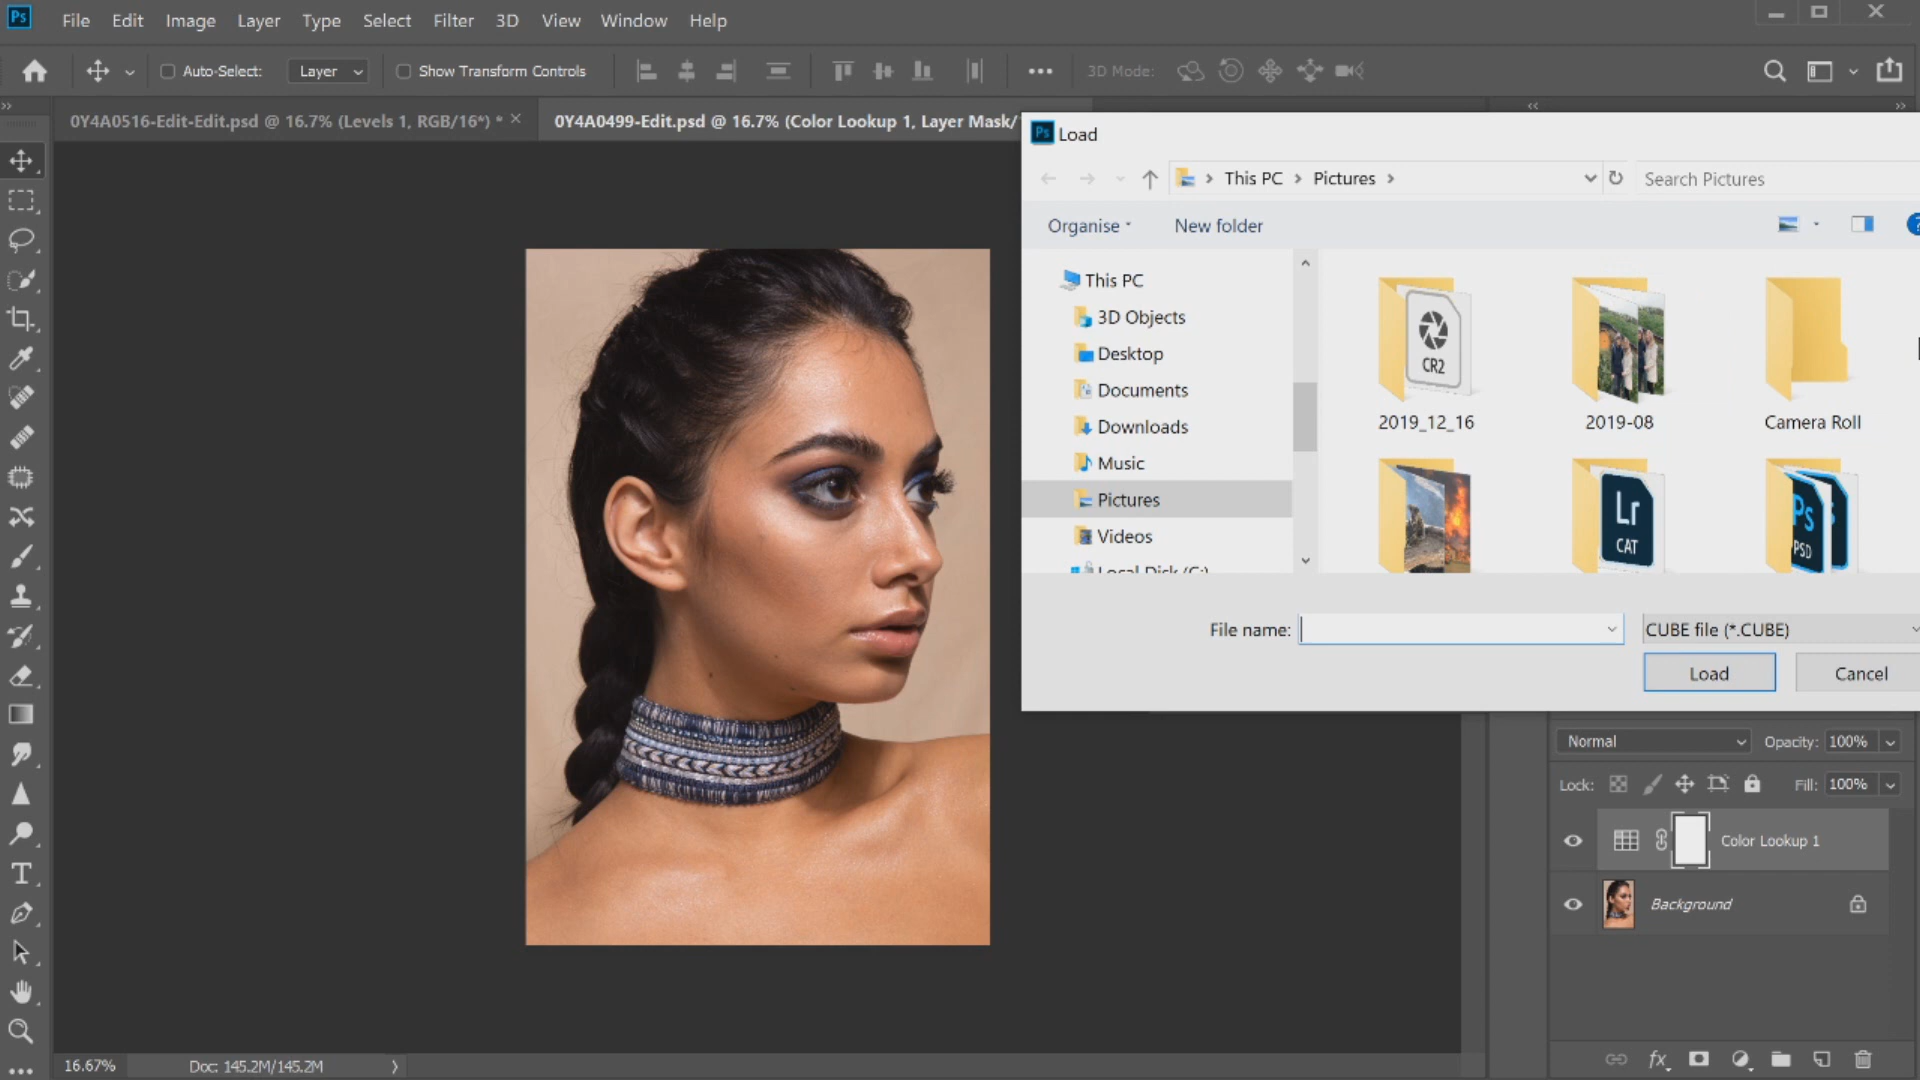 Ps File Edit Image Layer Type Select Filter 3D View Window Help
Auto-Select: Layer Show Transform Controls 3D Mode:
0Y4A0516-Edit-Edit.psd @ 16.7% (Levels 1, RGB/16*) *
0Y4A0499-Edit.psd @ 16.7% (Color Lookup 1, Layer Mask/
Ps Load
This PC Pictures
Search Pictures
Organise New folder
This PC
3D Objects
Desktop
Documents
Downloads
Music
Pictures
Videos
Local Disk (C:)
CR2
2019_12_16 2019-08 Camera Roll
Lr
CAT
Ps
PSD
File name: CUBE file (*.CUBE)
Load Cancel
Normal Opacity: 100%
Lock: Fill: 100%
Color Lookup 1
Background
T
fx
16.67% Doc: 145.2M/145.2M